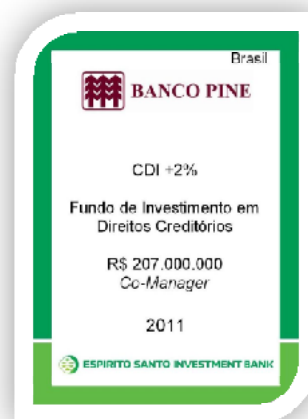 Brasil
BANCO PINE
CDI +2%
Fundo de Investimento em
Direitos Creditórios
R$ 207.000.000
Co-Manager
2011
ESPIRITO SANTO INVESTMENT BANK